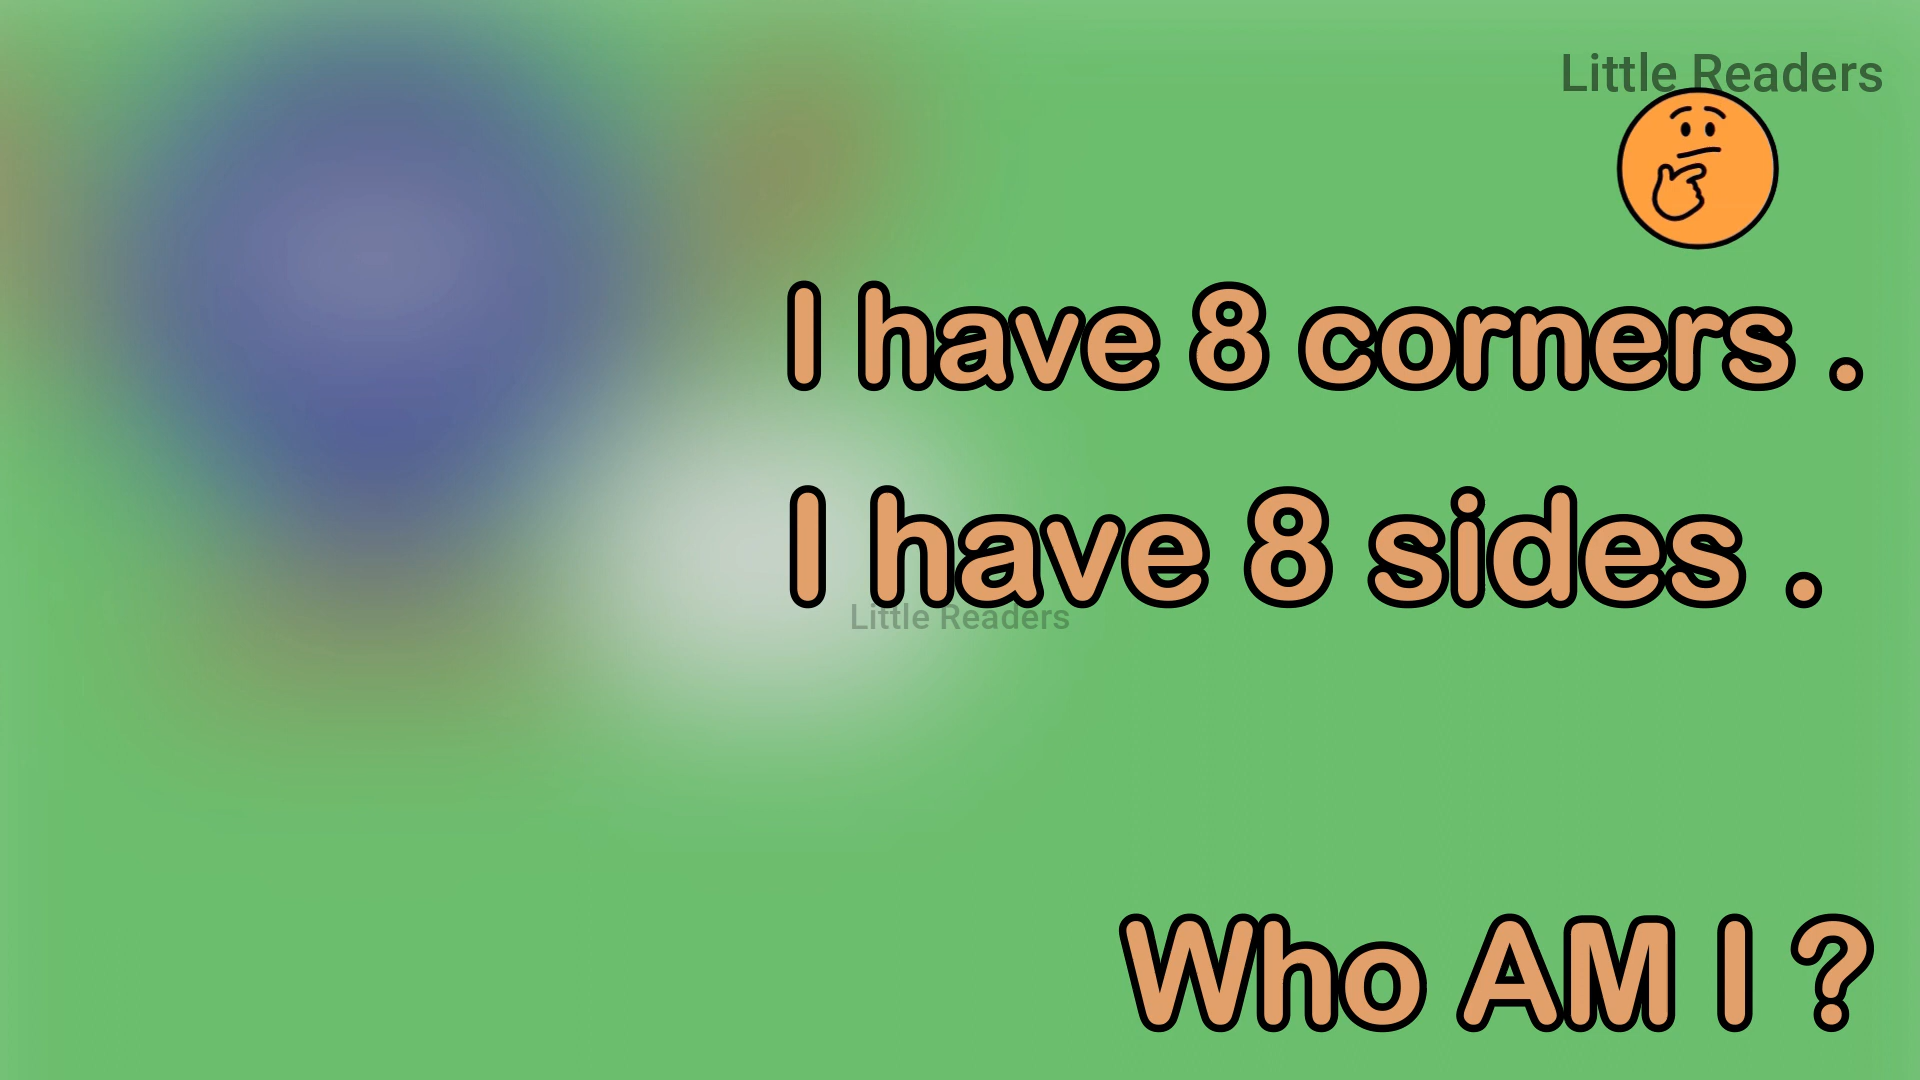 Little Readers
I have 8 corners .
I have 8 sides .
Little Readers
Who AM I ?